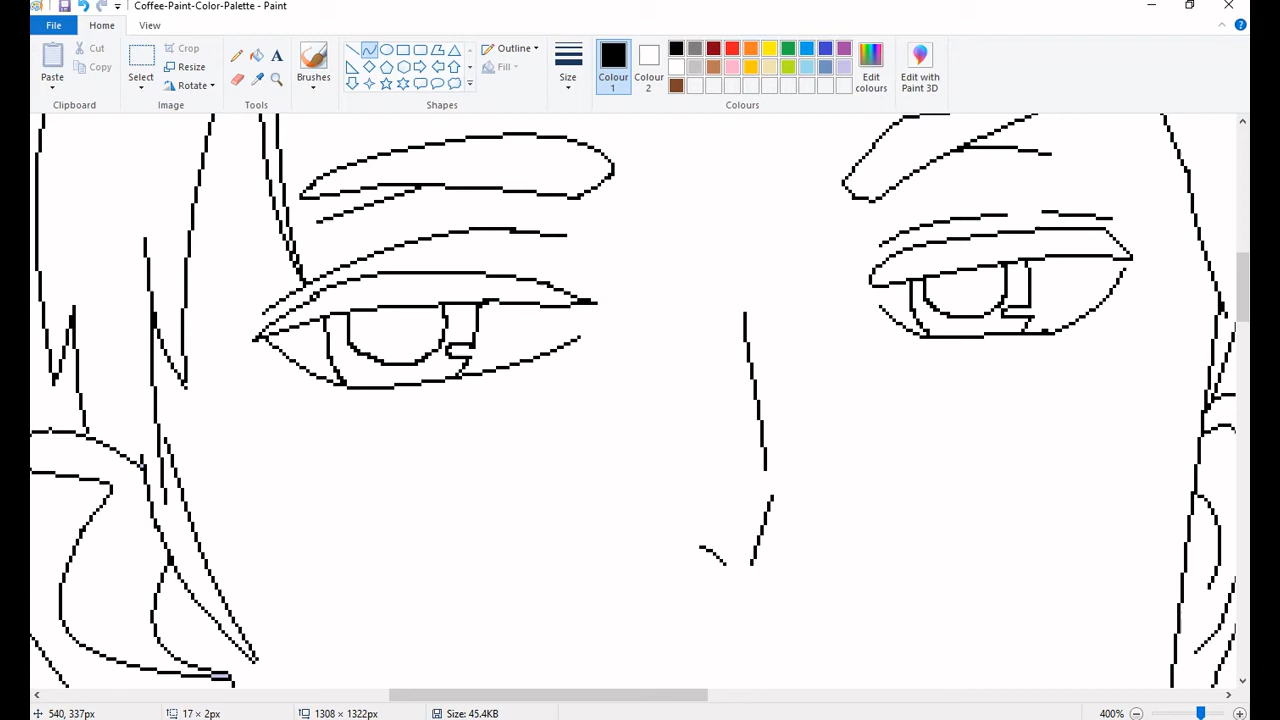 Coffee-Paint-Color-Palette - Paint
File
Home
View
Paste
Cut
Copy
Clipboard
Select
Crop
Resize
Rotate
Image
Tools
Brushes
Outline
Fill
Shapes
Size
Colour
1
Colour
2
Edit
colours
Colours
Edit with
Paint 3D
540, 337px
17 × 2px
1308 × 1322px
Size: 45.4KB
400%